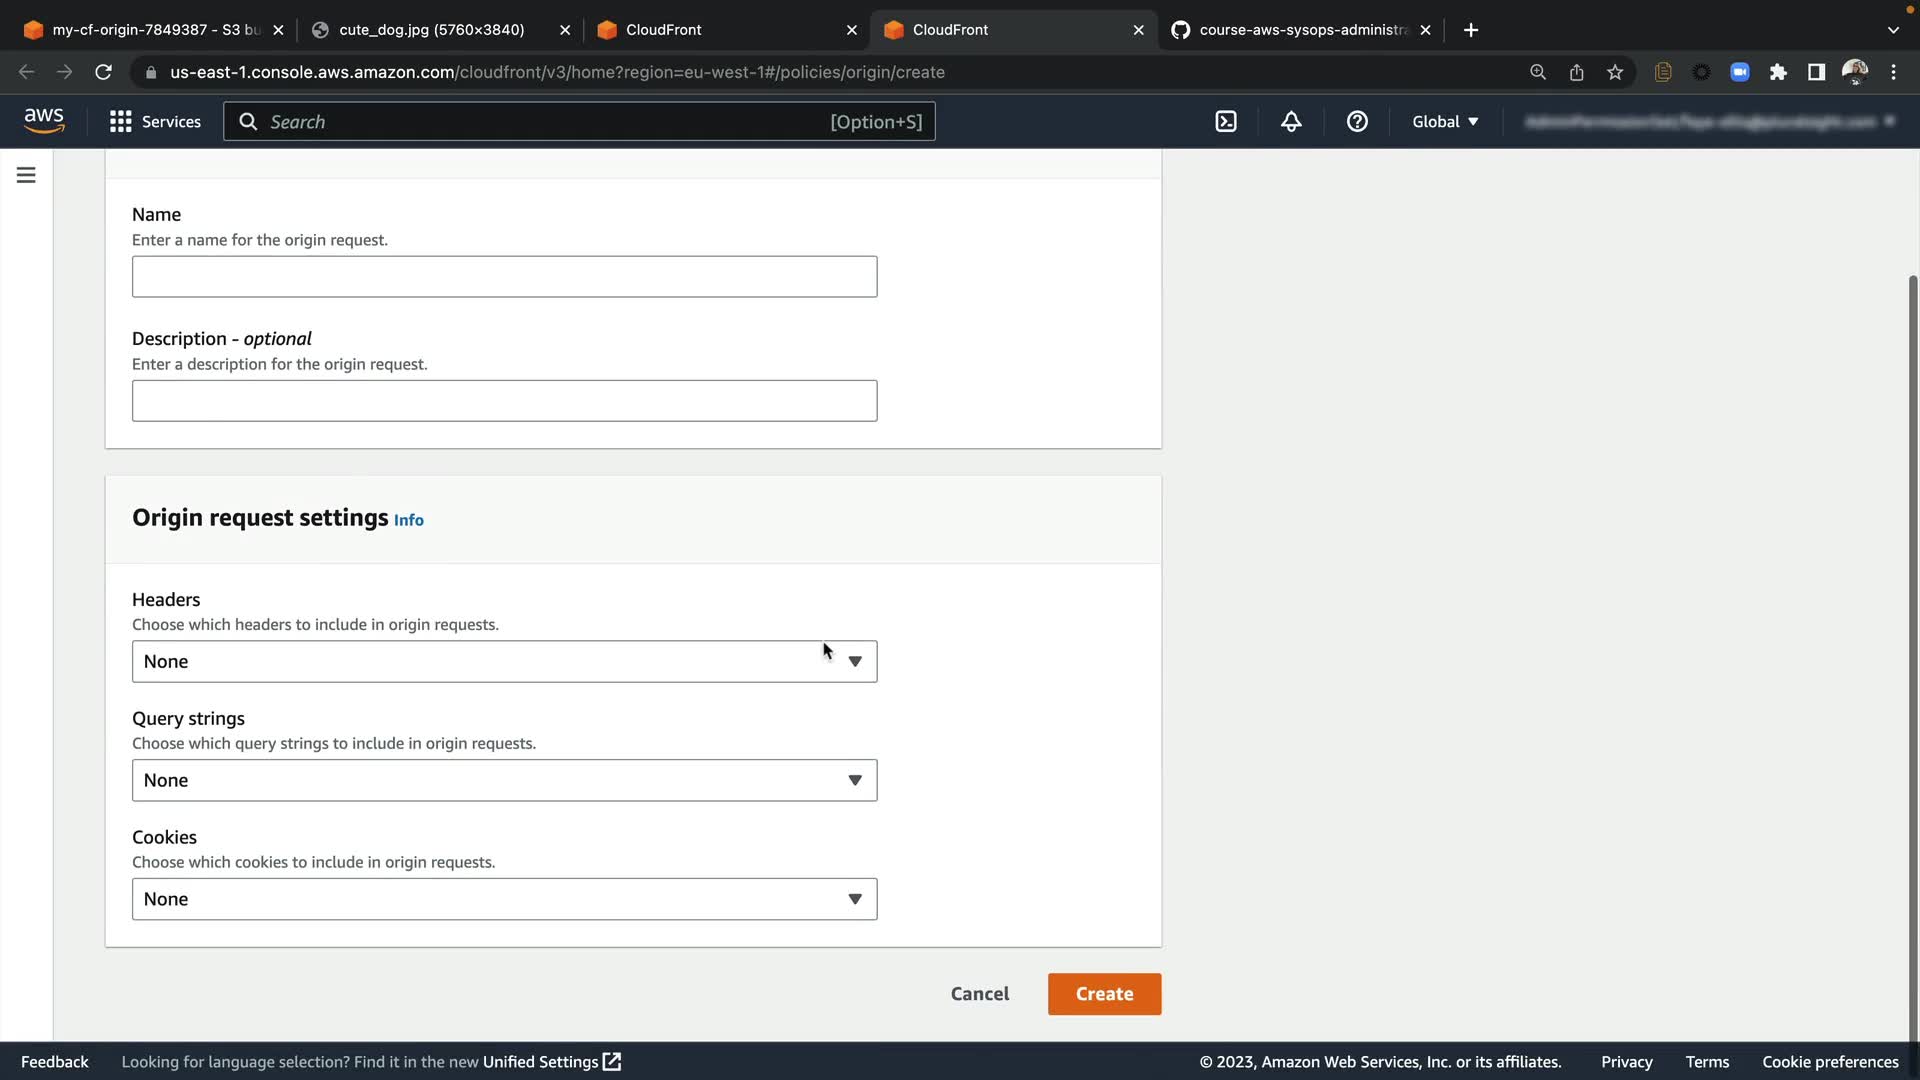 my-cf-origin-7849387 - S3 bu
cute_dog.jpg (5760×3840)
CloudFront
CloudFront
course-aws-sysops-administra
us-east-1.console.aws.amazon.com/cloudfront/v3/home?region=eu-west-1#/policies/origin/create
aws
Services
Search
[Option+S]
Global
Name
Enter a name for the origin request.
Description - optional
Enter a description for the origin request.
Origin request settings Info
Headers
Choose which headers to include in origin requests.
None
Query strings
Choose which query strings to include in origin requests.
None
Cookies
Choose which cookies to include in origin requests.
None
Cancel
Create
Feedback
Looking for language selection? Find it in the new Unified Settings
© 2023, Amazon Web Services, Inc. or its affiliates.
Privacy
Terms
Cookie preferences